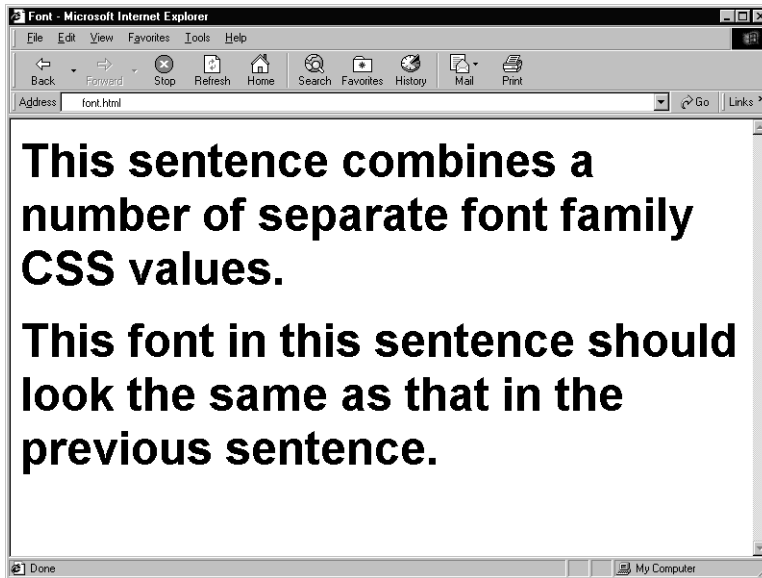 Font - Microsoft Internet Explorer
File Edit View Favorites Tools Help
Back Forward Stop Refresh Home Search Favorites History Mail Print
Address font.html Go Links »
This sentence combines a
number of separate font family
CSS values.
This font in this sentence should
look the same as that in the
previous sentence.
Done My Computer